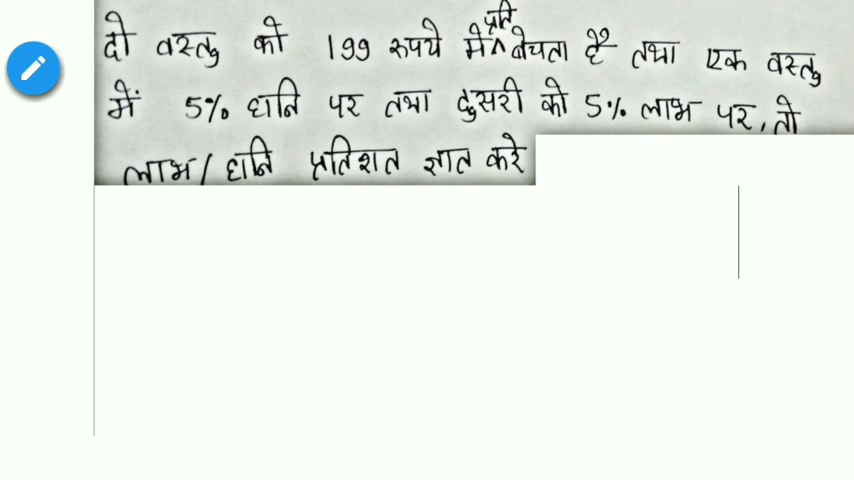 दो वस्तु को 199 रूपये में प्रति बेचता है तथा एक वस्तु
में 5% हानि पर तथा दुसरी को 5% लाभ पर, तो
लाभ/हानि प्रतिशत ज्ञात करे